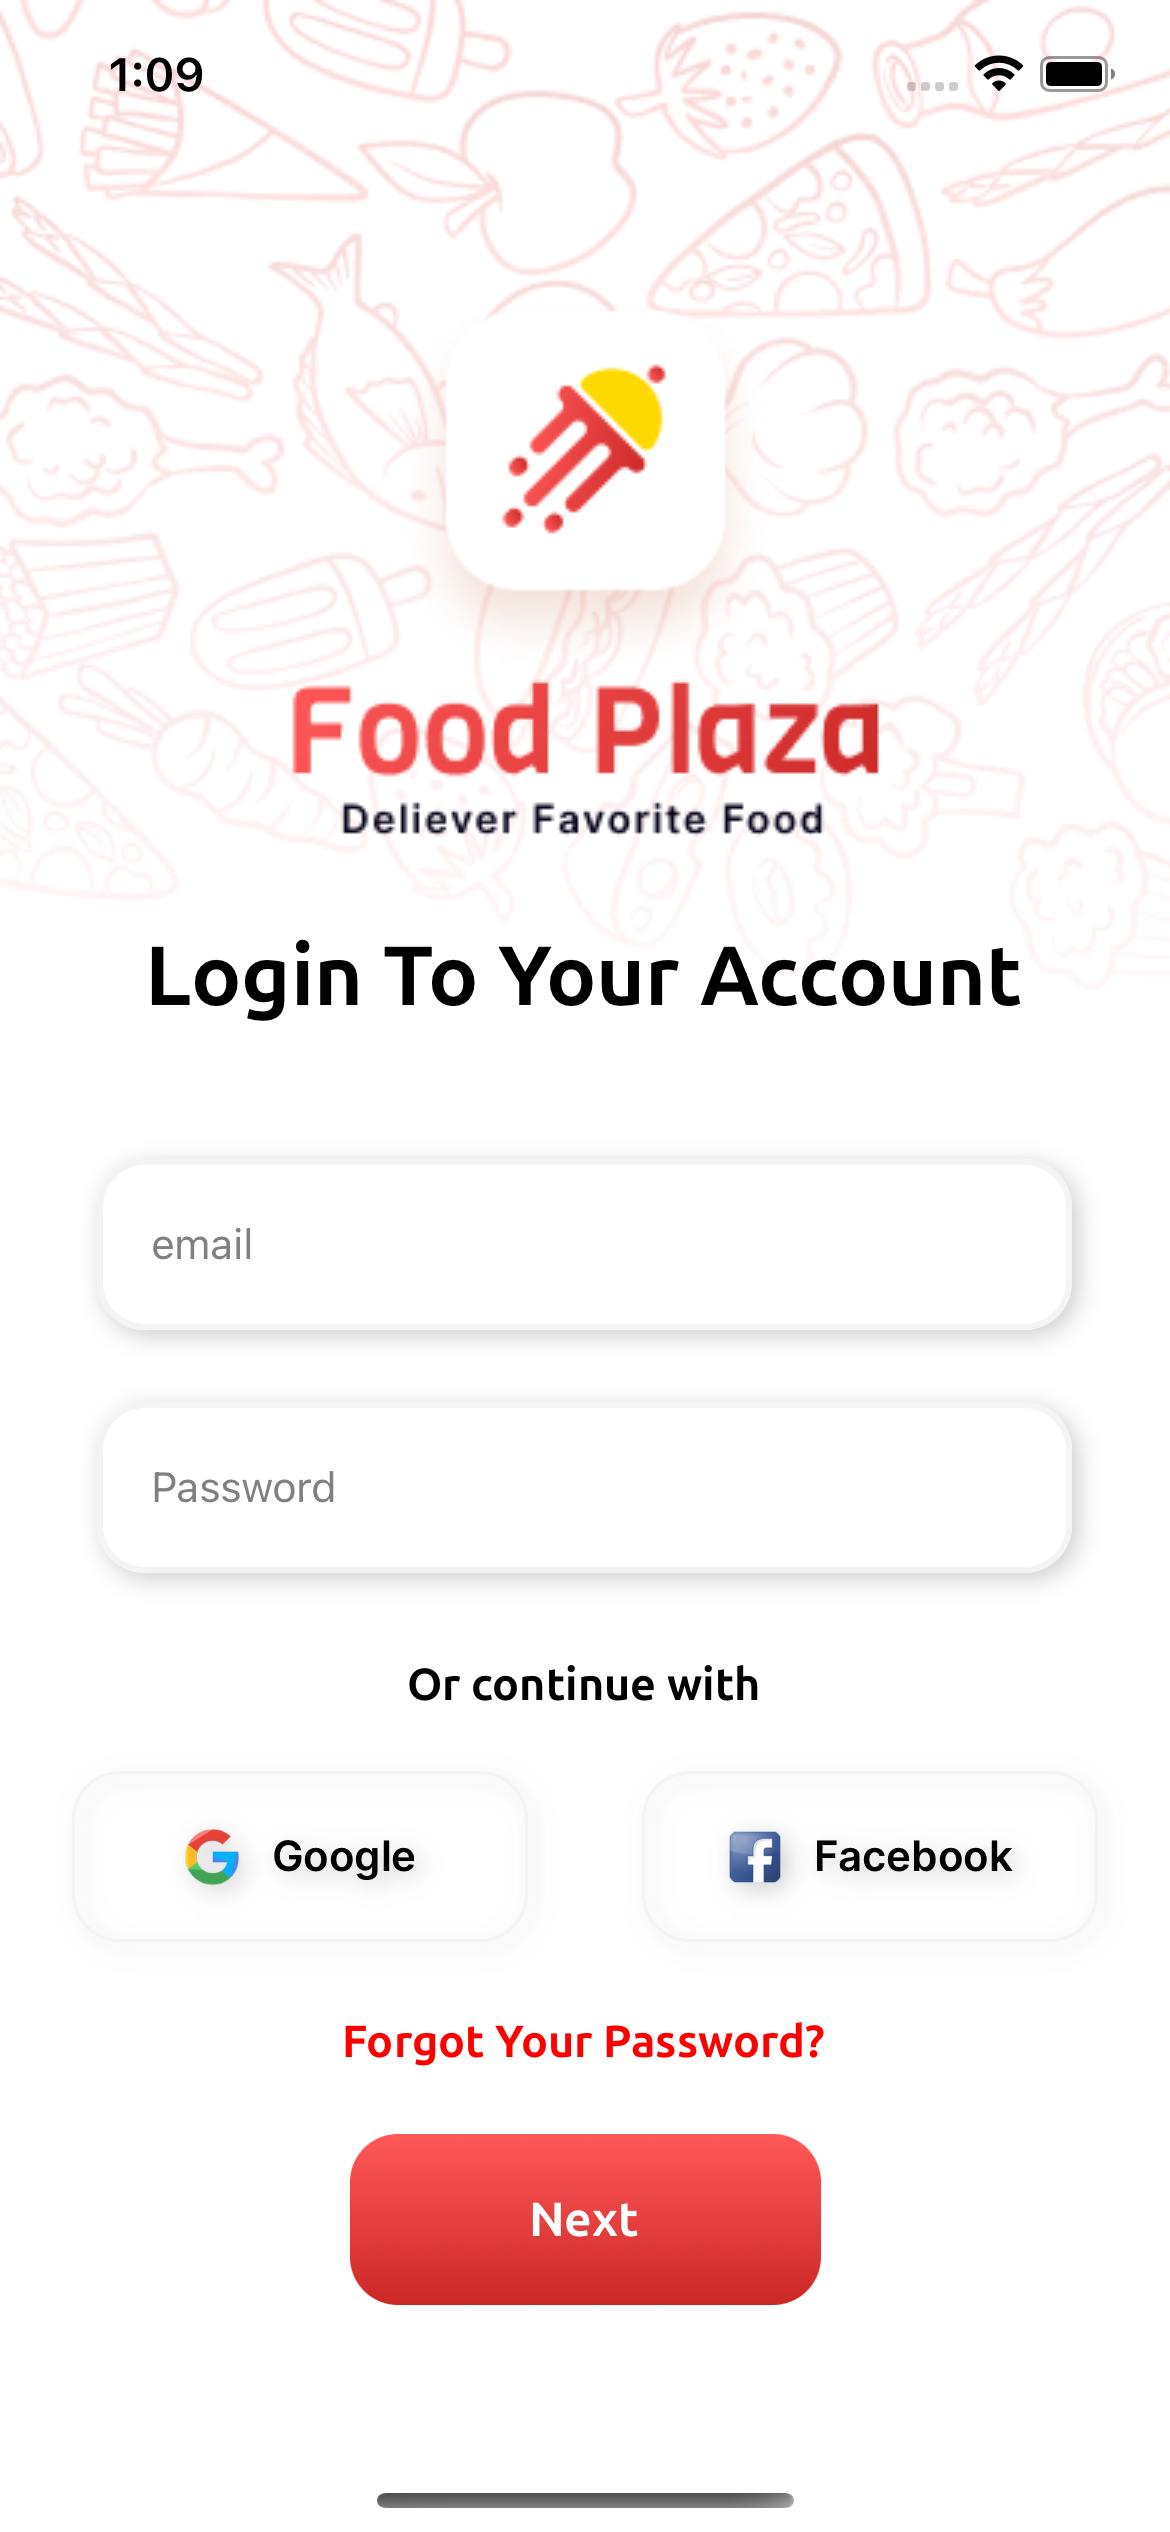 1:09
Food Plaza
Deliever Favorite Food
Login To Your Account
email
Password
Or continue with
Google
Facebook
Forgot Your Password?
Next